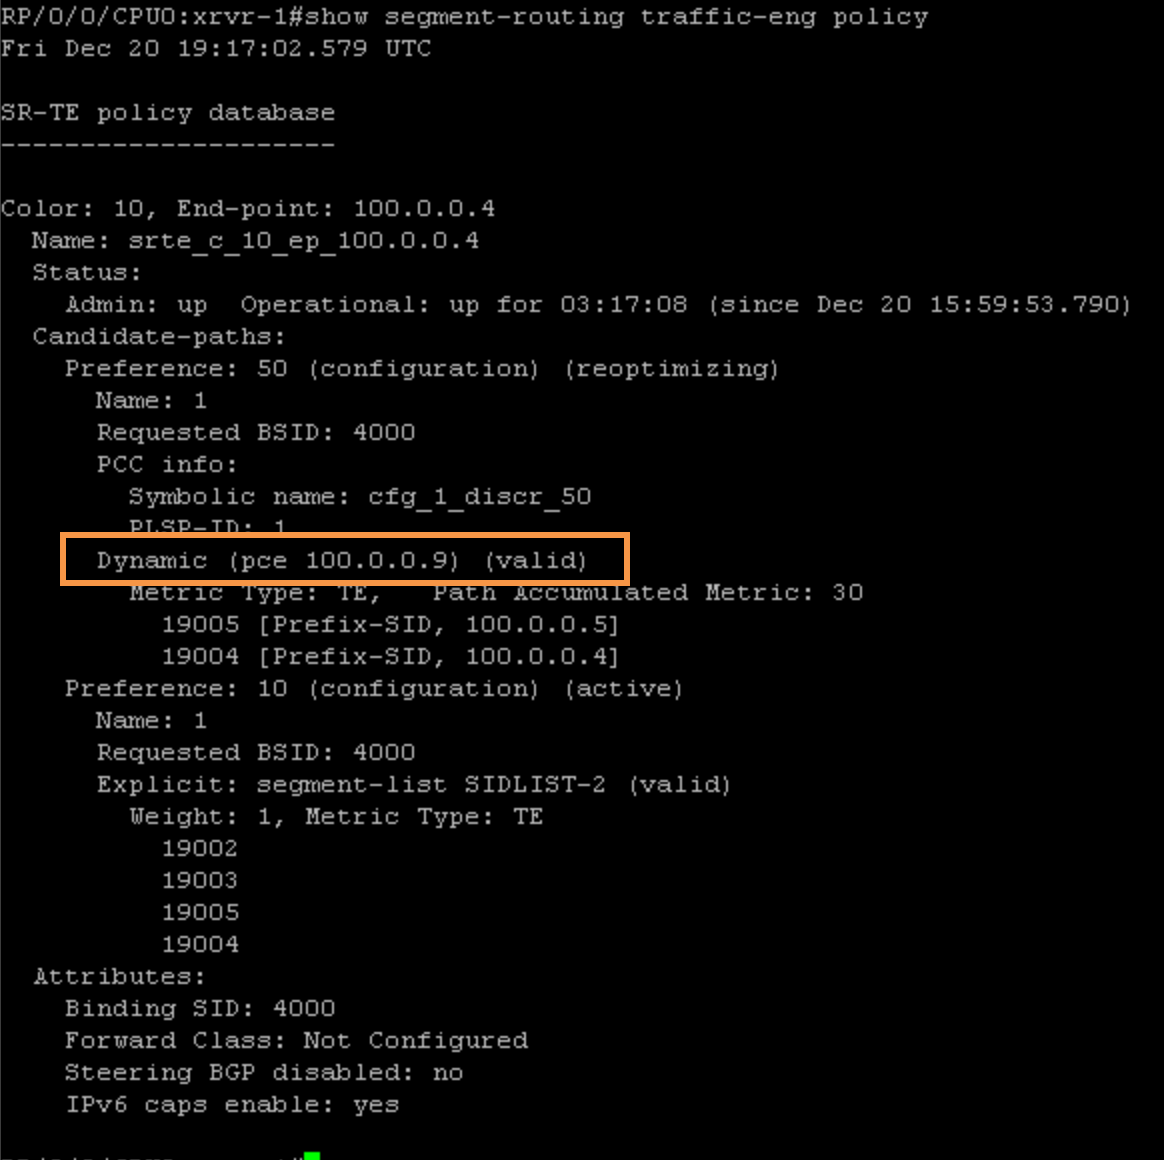 RP/0/0/CPU0:xrvr-1#show segment-routing traffic-eng policy
Fri Dec 20 19:17:02.579 UTC
SR-TE policy database
---------------------
Color: 10, End-point: 100.0.0.4
Name: srte_c_10_ep_100.0.0.4
Status:
Admin: up  Operational: up for 03:17:08 (since Dec 20 15:59:53.790)
Candidate-paths:
Preference: 50 (configuration) (reoptimizing)
Name: 1
Requested BSID: 4000
PCC info:
Symbolic name: cfg_1_discr_50
PLSP-ID: 1
Dynamic (pce 100.0.0.9) (valid)
Metric Type: TE,   Path Accumulated Metric: 30
19005 [Prefix-SID, 100.0.0.5]
19004 [Prefix-SID, 100.0.0.4]
Preference: 10 (configuration) (active)
Name: 1
Requested BSID: 4000
Explicit: segment-list SIDLIST-2 (valid)
Weight: 1, Metric Type: TE
19002
19003
19005
19004
Attributes:
Binding SID: 4000
Forward Class: Not Configured
Steering BGP disabled: no
IPv6 caps enable: yes